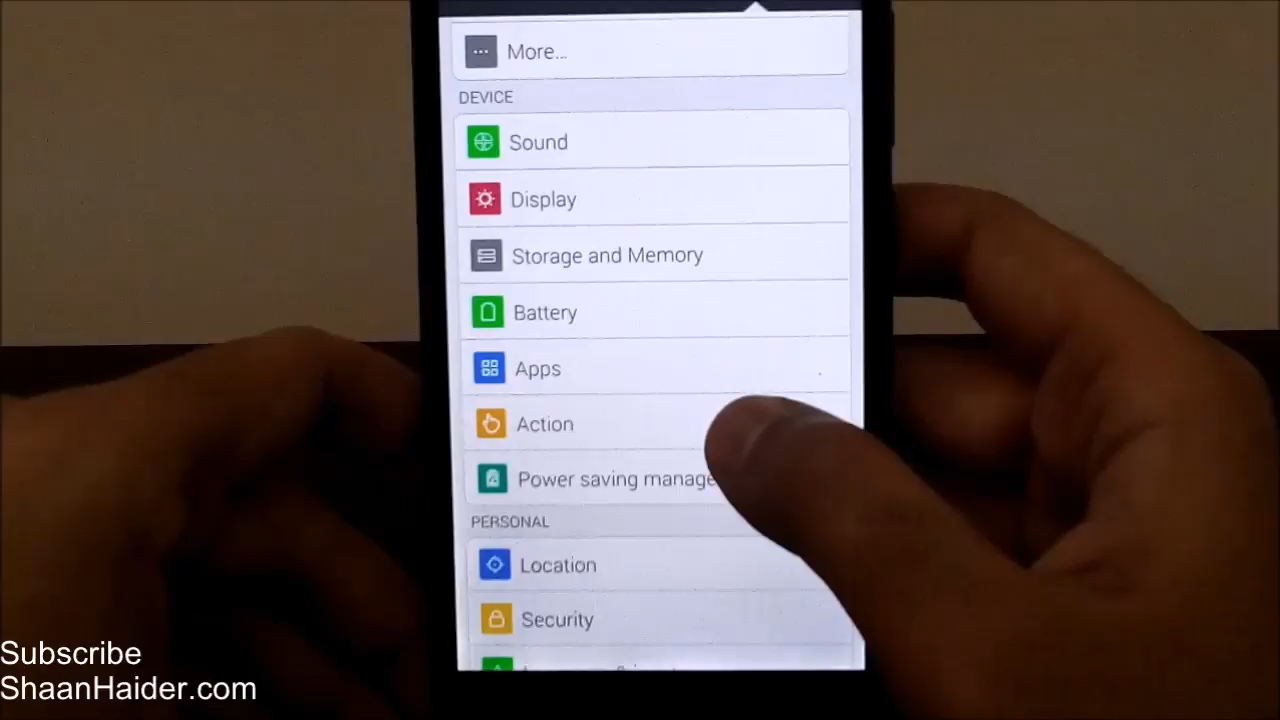 More...
DEVICE
Sound
Display
Storage and Memory
Battery
Apps
Action
Power saving manage
PERSONAL
Location
Security
Subscribe
ShaanHaider.com